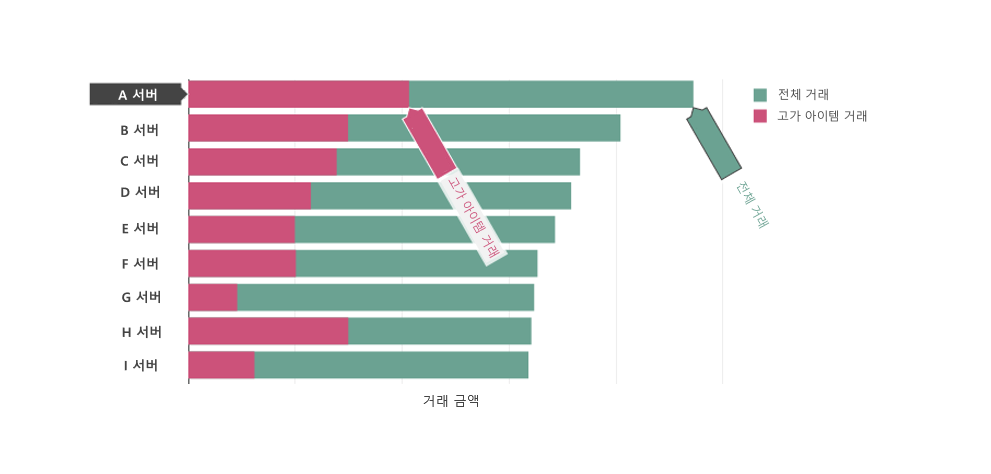 A 서버
B 서버
C 서버
D 서버
E 서버
F 서버
G 서버
H 서버
I 서버
전체 거래
고가 아이템 거래
고가 아이템 거래
전체 거래
거래 금액